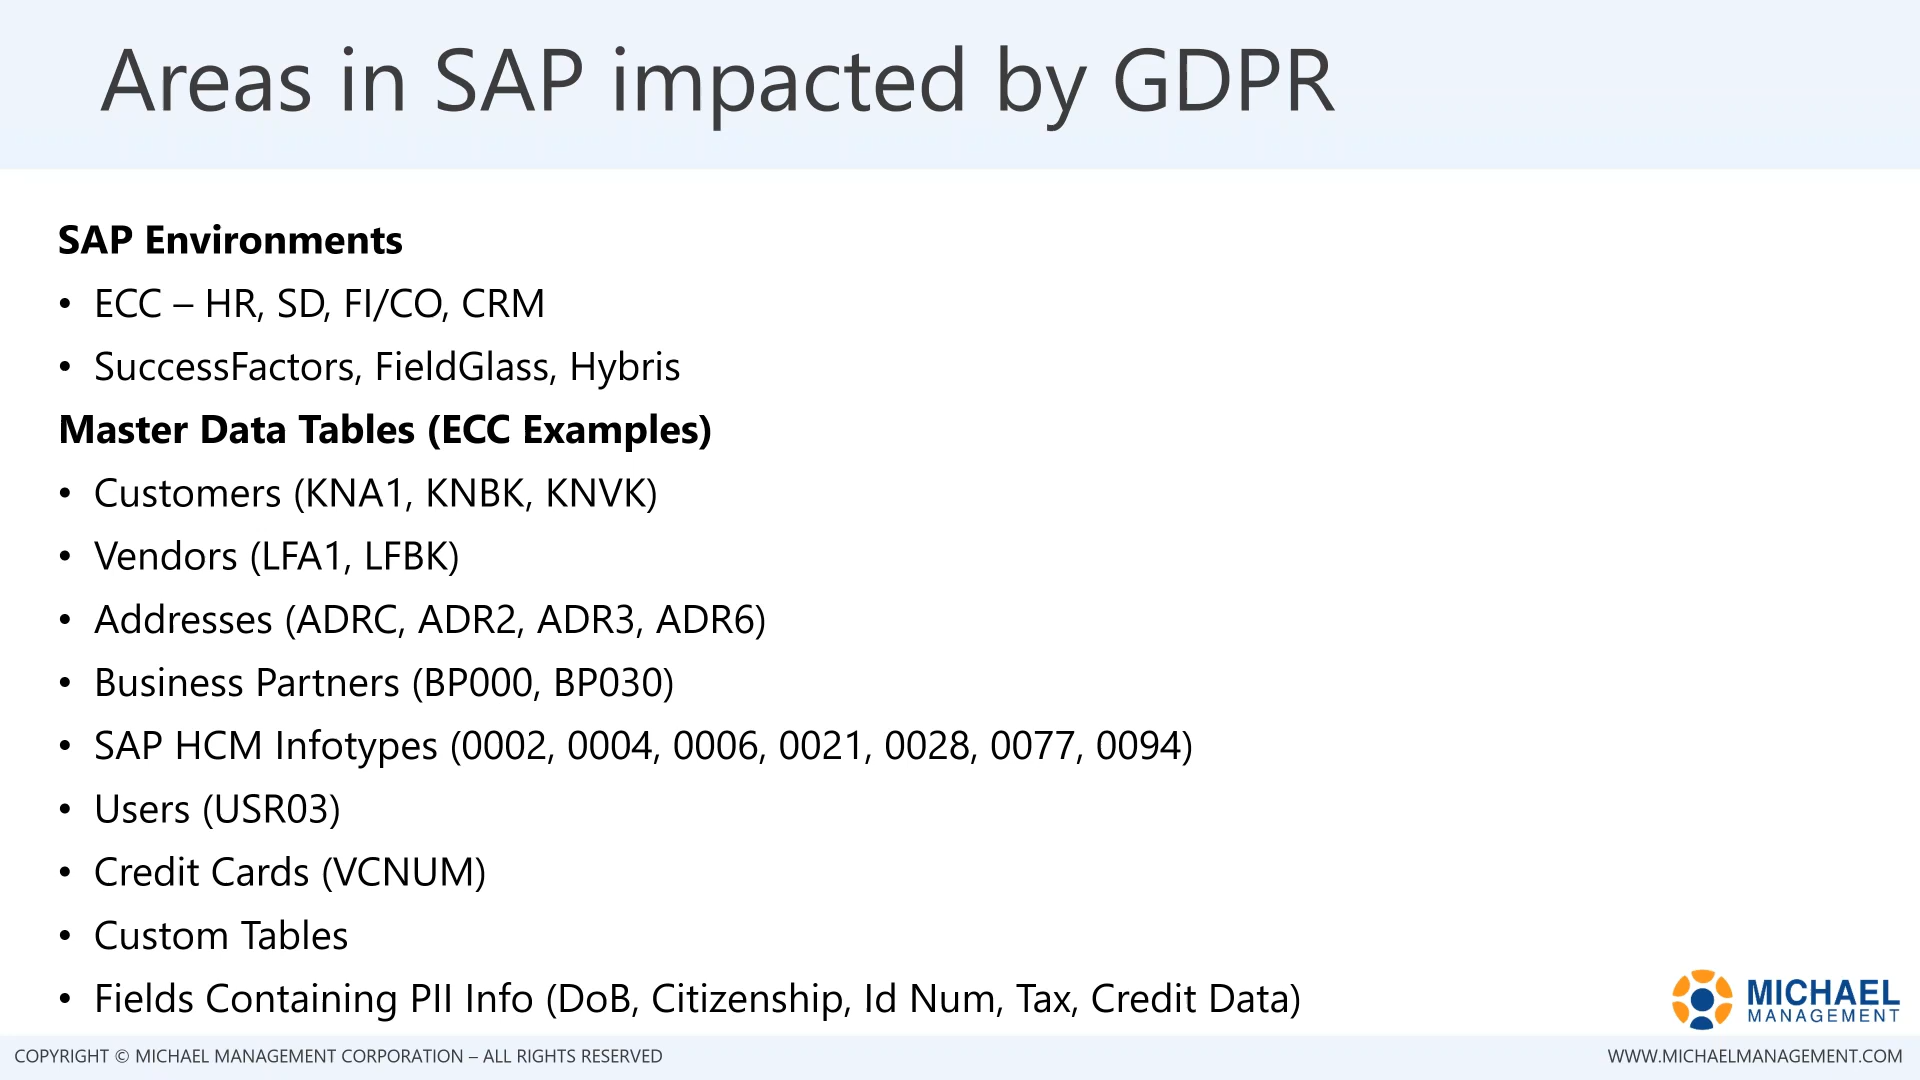 Areas in SAP impacted by GDPR
SAP Environments
• ECC – HR, SD, FI/CO, CRM
• SuccessFactors, FieldGlass, Hybris
Master Data Tables (ECC Examples)
• Customers (KNA1, KNBK, KNVK)
• Vendors (LFA1, LFBK)
• Addresses (ADRC, ADR2, ADR3, ADR6)
• Business Partners (BP000, BP030)
• SAP HCM Infotypes (0002, 0004, 0006, 0021, 0028, 0077, 0094)
• Users (USR03)
• Credit Cards (VCNUM)
• Custom Tables
• Fields Containing PII Info (DoB, Citizenship, Id Num, Tax, Credit Data)
MICHAEL
MANAGEMENT
COPYRIGHT © MICHAEL MANAGEMENT CORPORATION – ALL RIGHTS RESERVED
WWW.MICHAELMANAGEMENT.COM